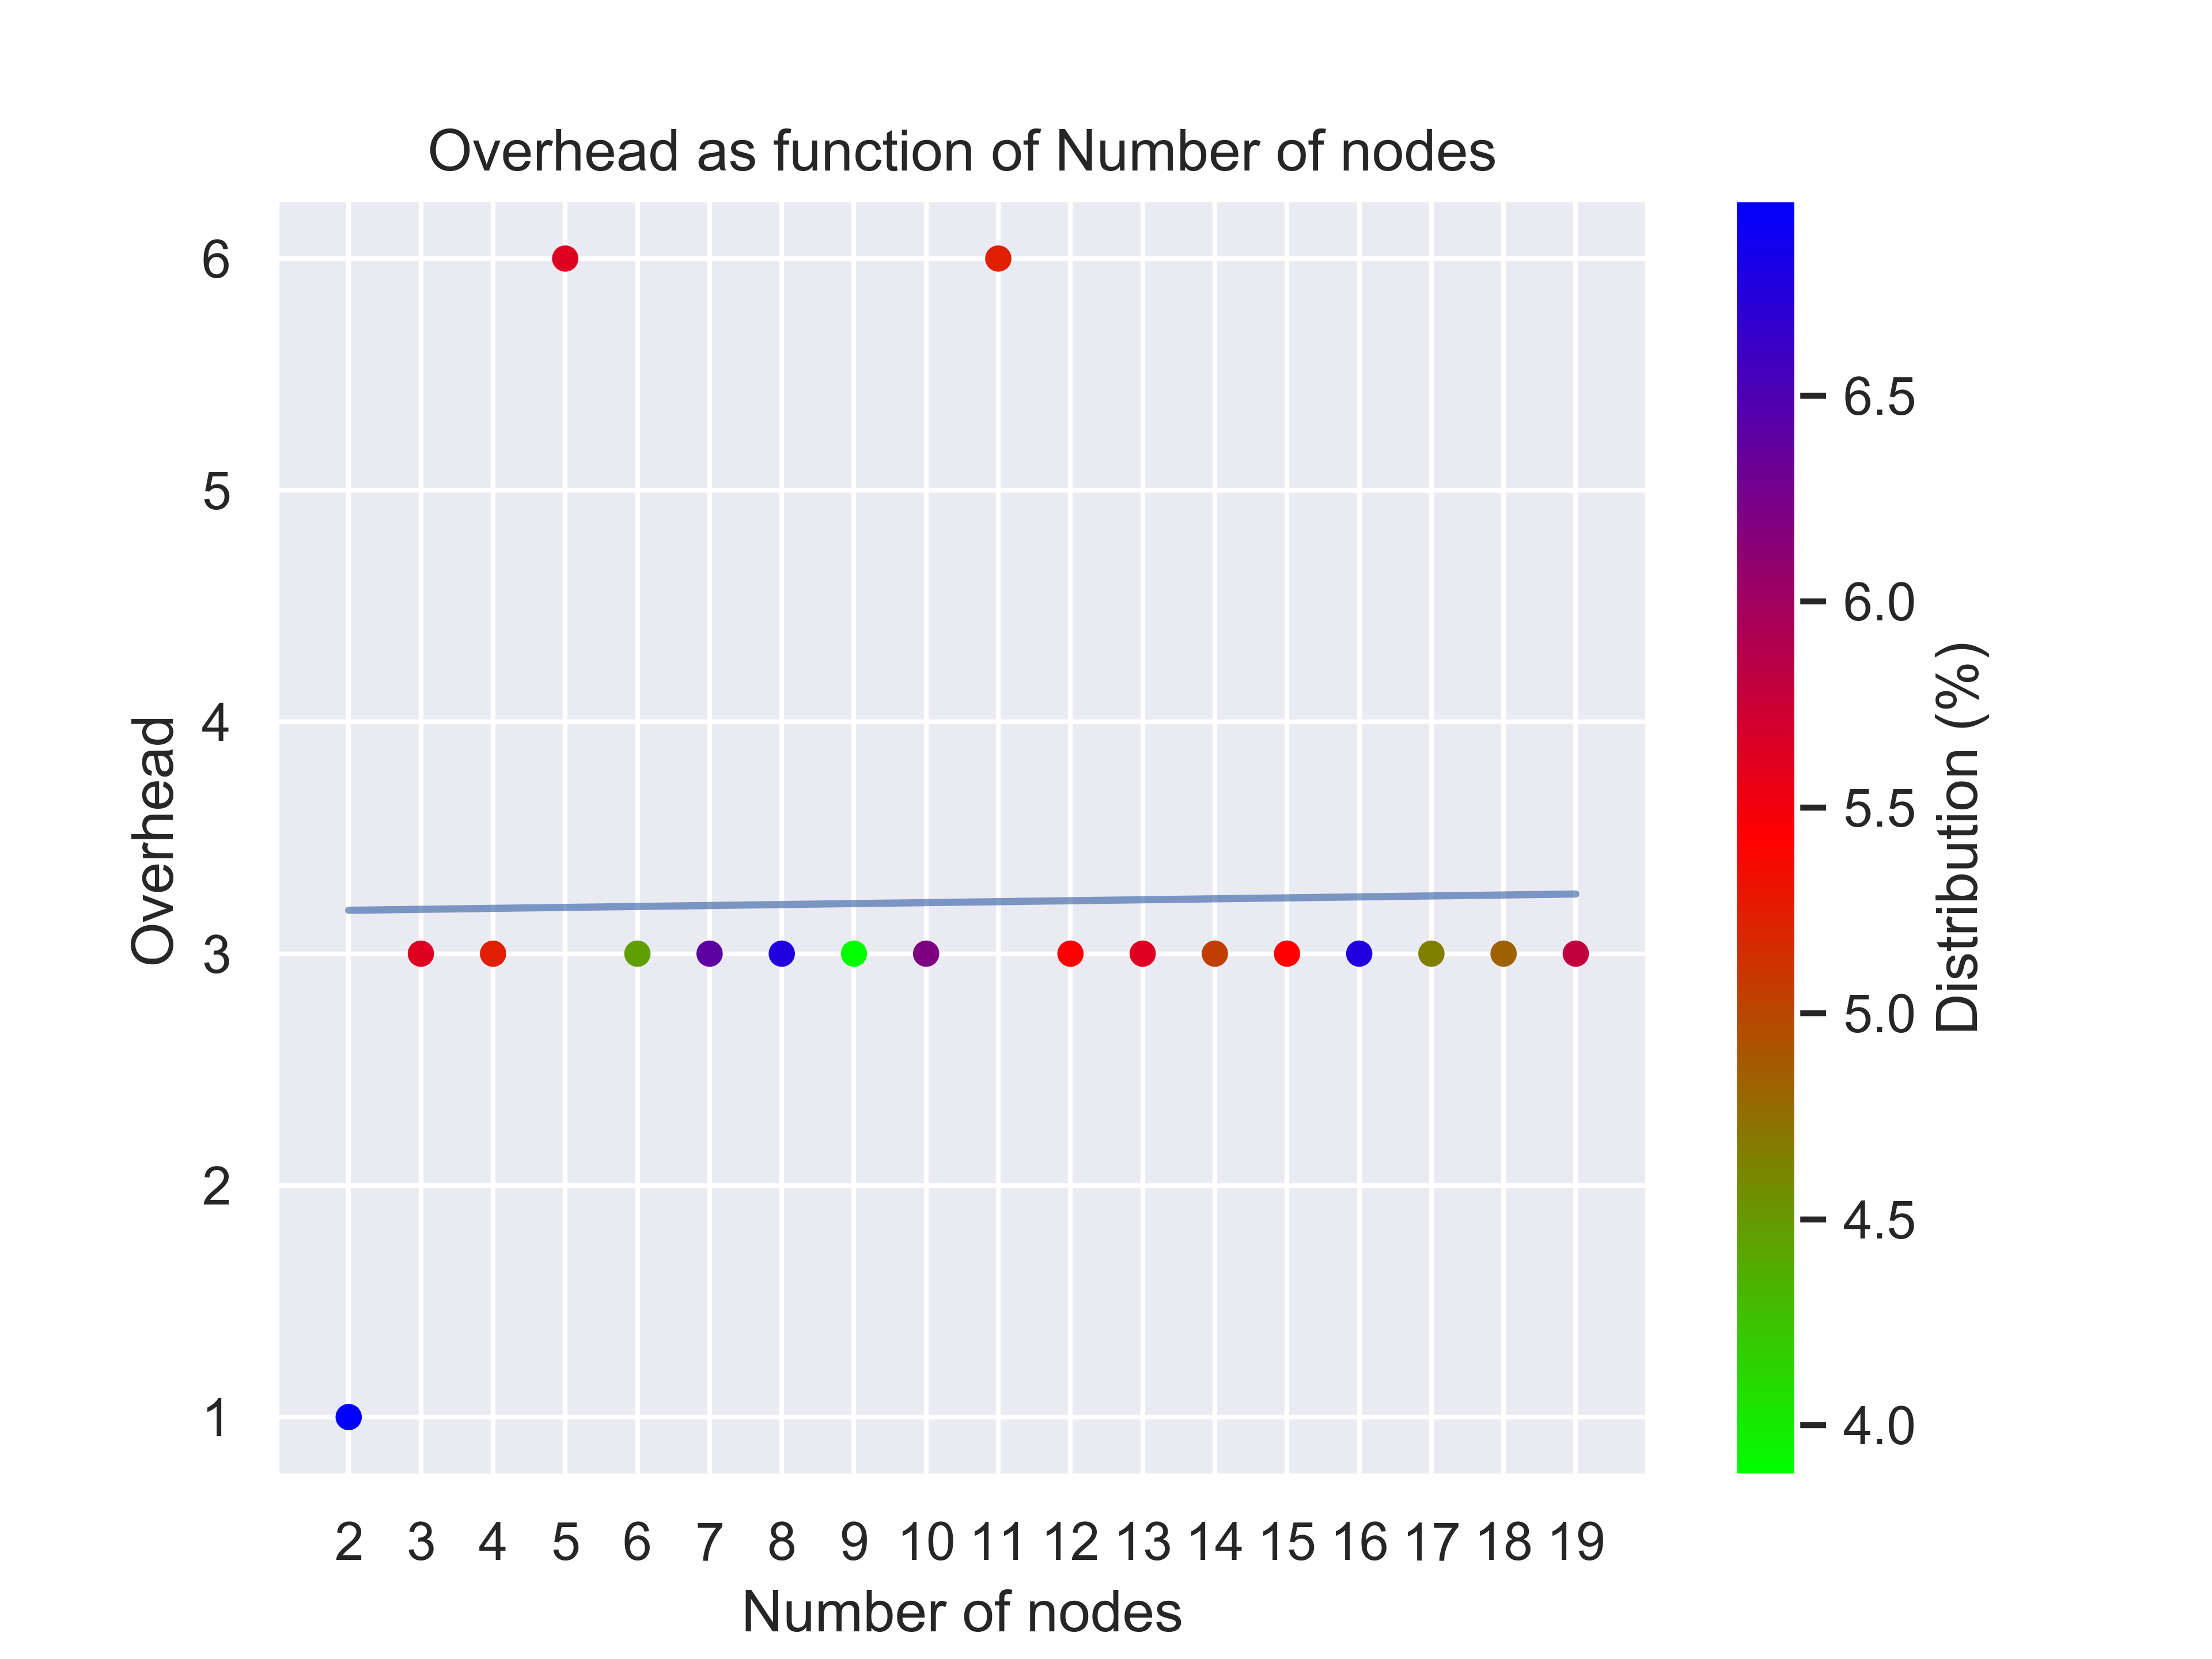 Overhead as function of Number of nodes
6
5
4
3
2
1
Overhead
2 3 4 5 6 7 8 9 10 11 12 13 14 15 16 17 18 19
Number of nodes
6.5
6.0
5.5
5.0
4.5
4.0
Distribution (%)